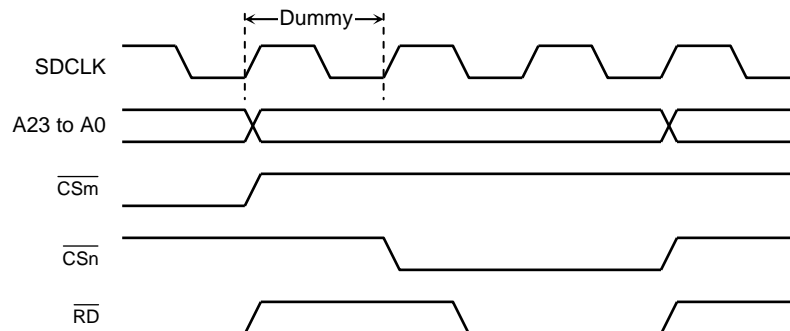 Dummy
SDCLK
A23 to A0
CSm
CSn
RD